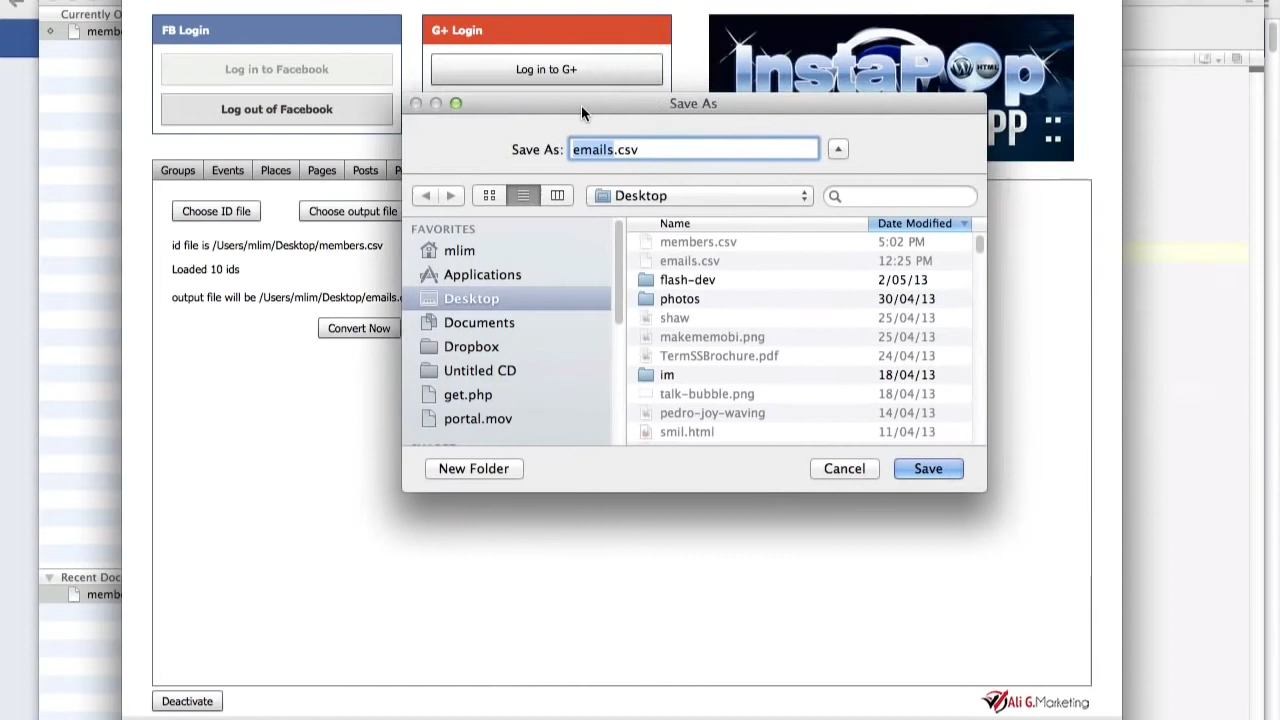 Currently O
memb
FB Login
Log in to Facebook
Log out of Facebook
G+ Login
Log in to G+
InstaPop
W HTML
PP ::
Save As
Save As: emails.csv
Groups Events Places Pages Posts P
Choose ID file Choose output file
id file is /Users/mlim/Desktop/members.csv
Loaded 10 ids
output file will be /Users/mlim/Desktop/emails.c
Convert Now
Desktop
FAVORITES
mlim
Applications
Desktop
Documents
Dropbox
Untitled CD
get.php
portal.mov
Name Date Modified
members.csv 5:02 PM
emails.csv 12:25 PM
flash-dev 2/05/13
photos 30/04/13
shaw 25/04/13
makememobi.png 25/04/13
TermSSBrochure.pdf 24/04/13
im 18/04/13
talk-bubble.png 18/04/13
pedro-joy-waving 14/04/13
smil.html 11/04/13
New Folder Cancel Save
Recent Doc
memb
Deactivate
Ali G.Marketing